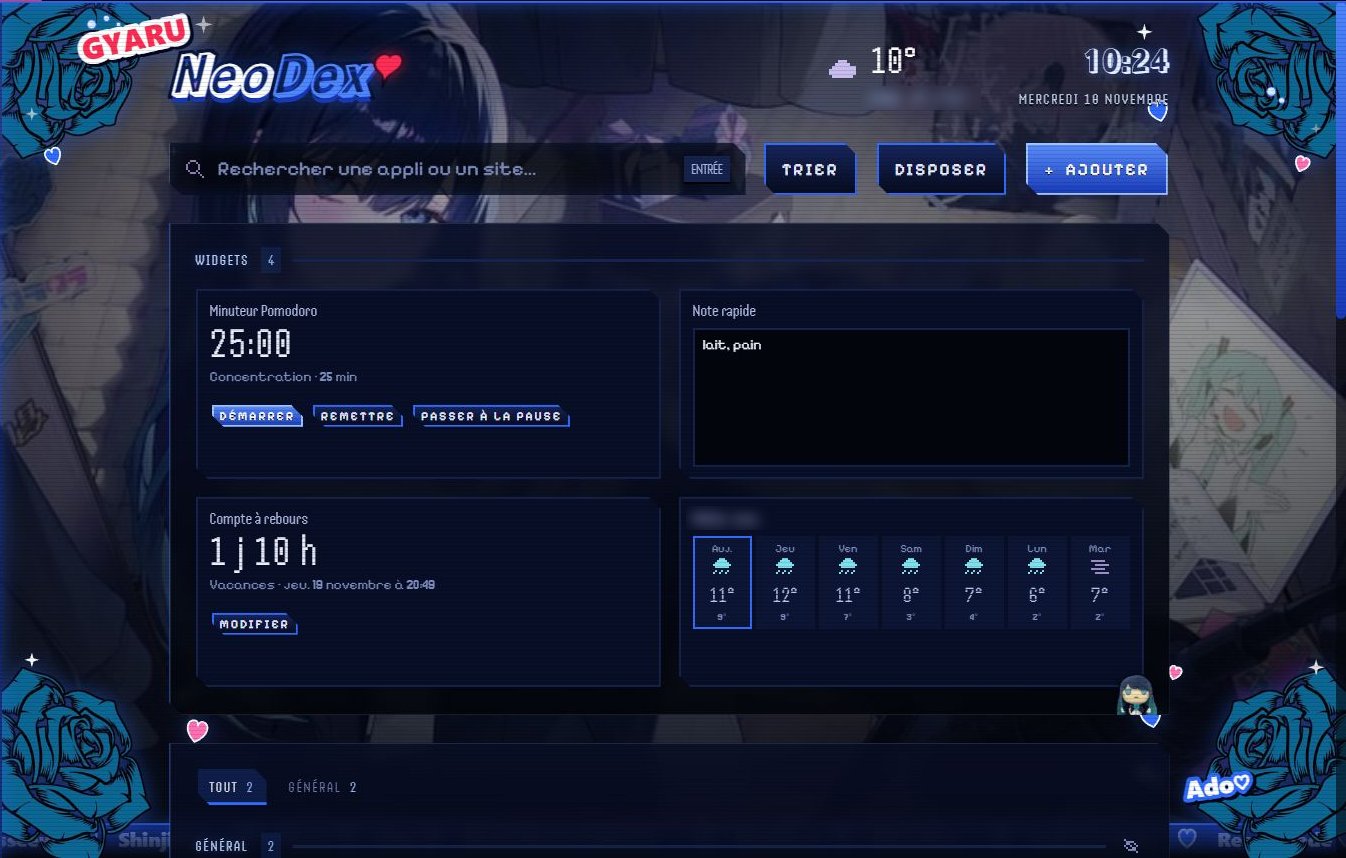 GYARU
NeoDex
10°
10:24
MERCREDI 18 NOVEMBRE
Rechercher une appli ou un site...
ENTRÉE
TRIER
DISPOSER
+ AJOUTER
WIDGETS 4
Minuteur Pomodoro
25:00
Concentration · 25 min
DÉMARRER
REMETTRE
PASSER À LA PAUSE
Note rapide
lait, pain
Compte à rebours
1 j 10 h
Vacances · jeu. 19 novembre à 20:49
MODIFIER
Auj. Jeu Ven Sam Dim Lun Mar
11° 12° 11° 8° 7° 6° 7°
9° 9° 7° 3° 4° 2° 2°
TOUT 2
GÉNÉRAL 2
Ado
GÉNÉRAL 2
Shinji